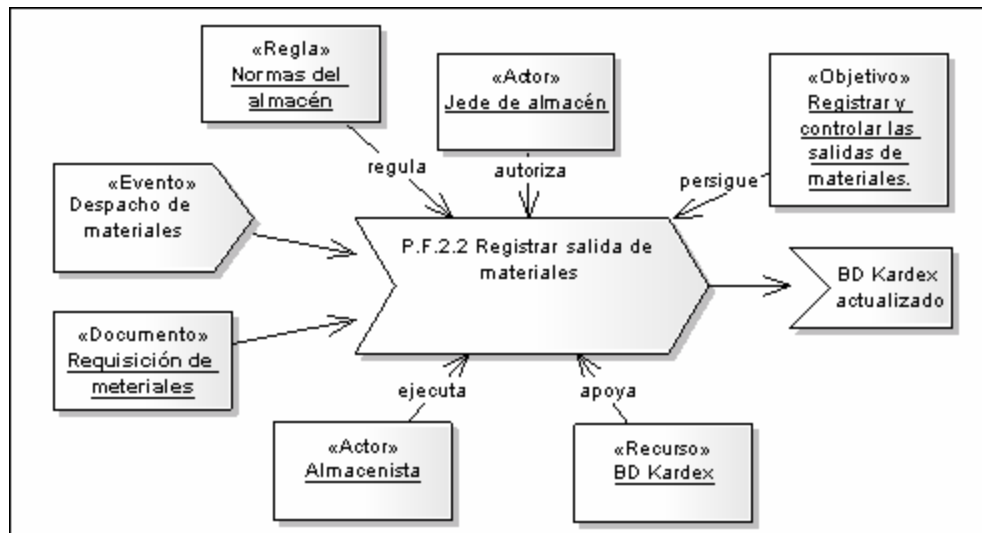 «Regla»
Normas del
almacén
«Actor»
Jede de almacén
«Objetivo»
Registrar y
controlar las
salidas de
materiales.
regula
autoriza
persigue
«Evento»
Despacho de
materiales
P.F.2.2 Registrar salida de
materiales
BD Kardex
actualizado
«Documento»
Requisición de
meteriales
ejecuta
apoya
«Actor»
Almacenista
«Recurso»
BD Kardex